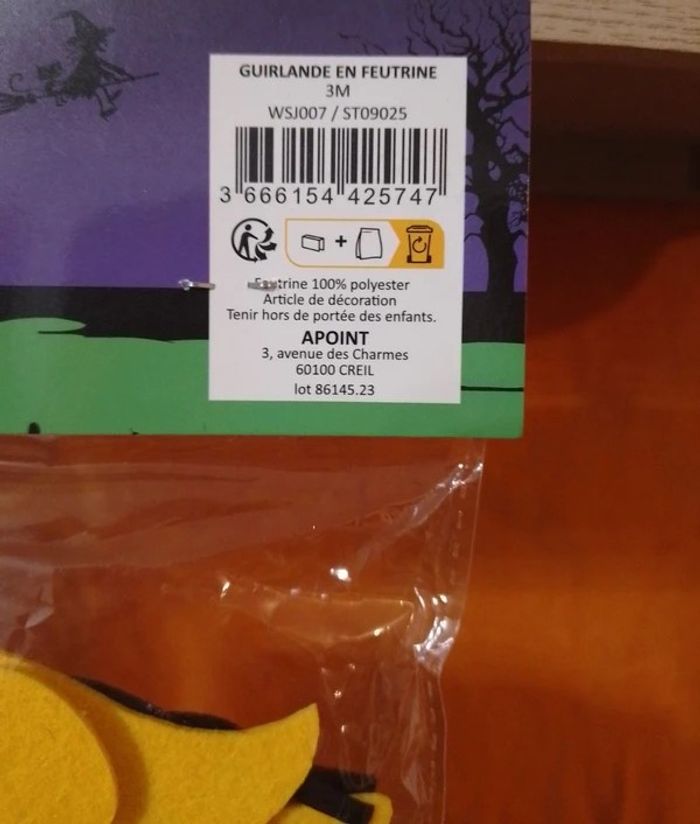 GUIRLANDE EN FEUTRINE
3M
WSJ007 / ST09025
3 666154 425747
100% polyester
Article de décoration
Tenir hors de portée des enfants.
APOINT
3, avenue des Charmes
60100 CREIL
lot 86145.23